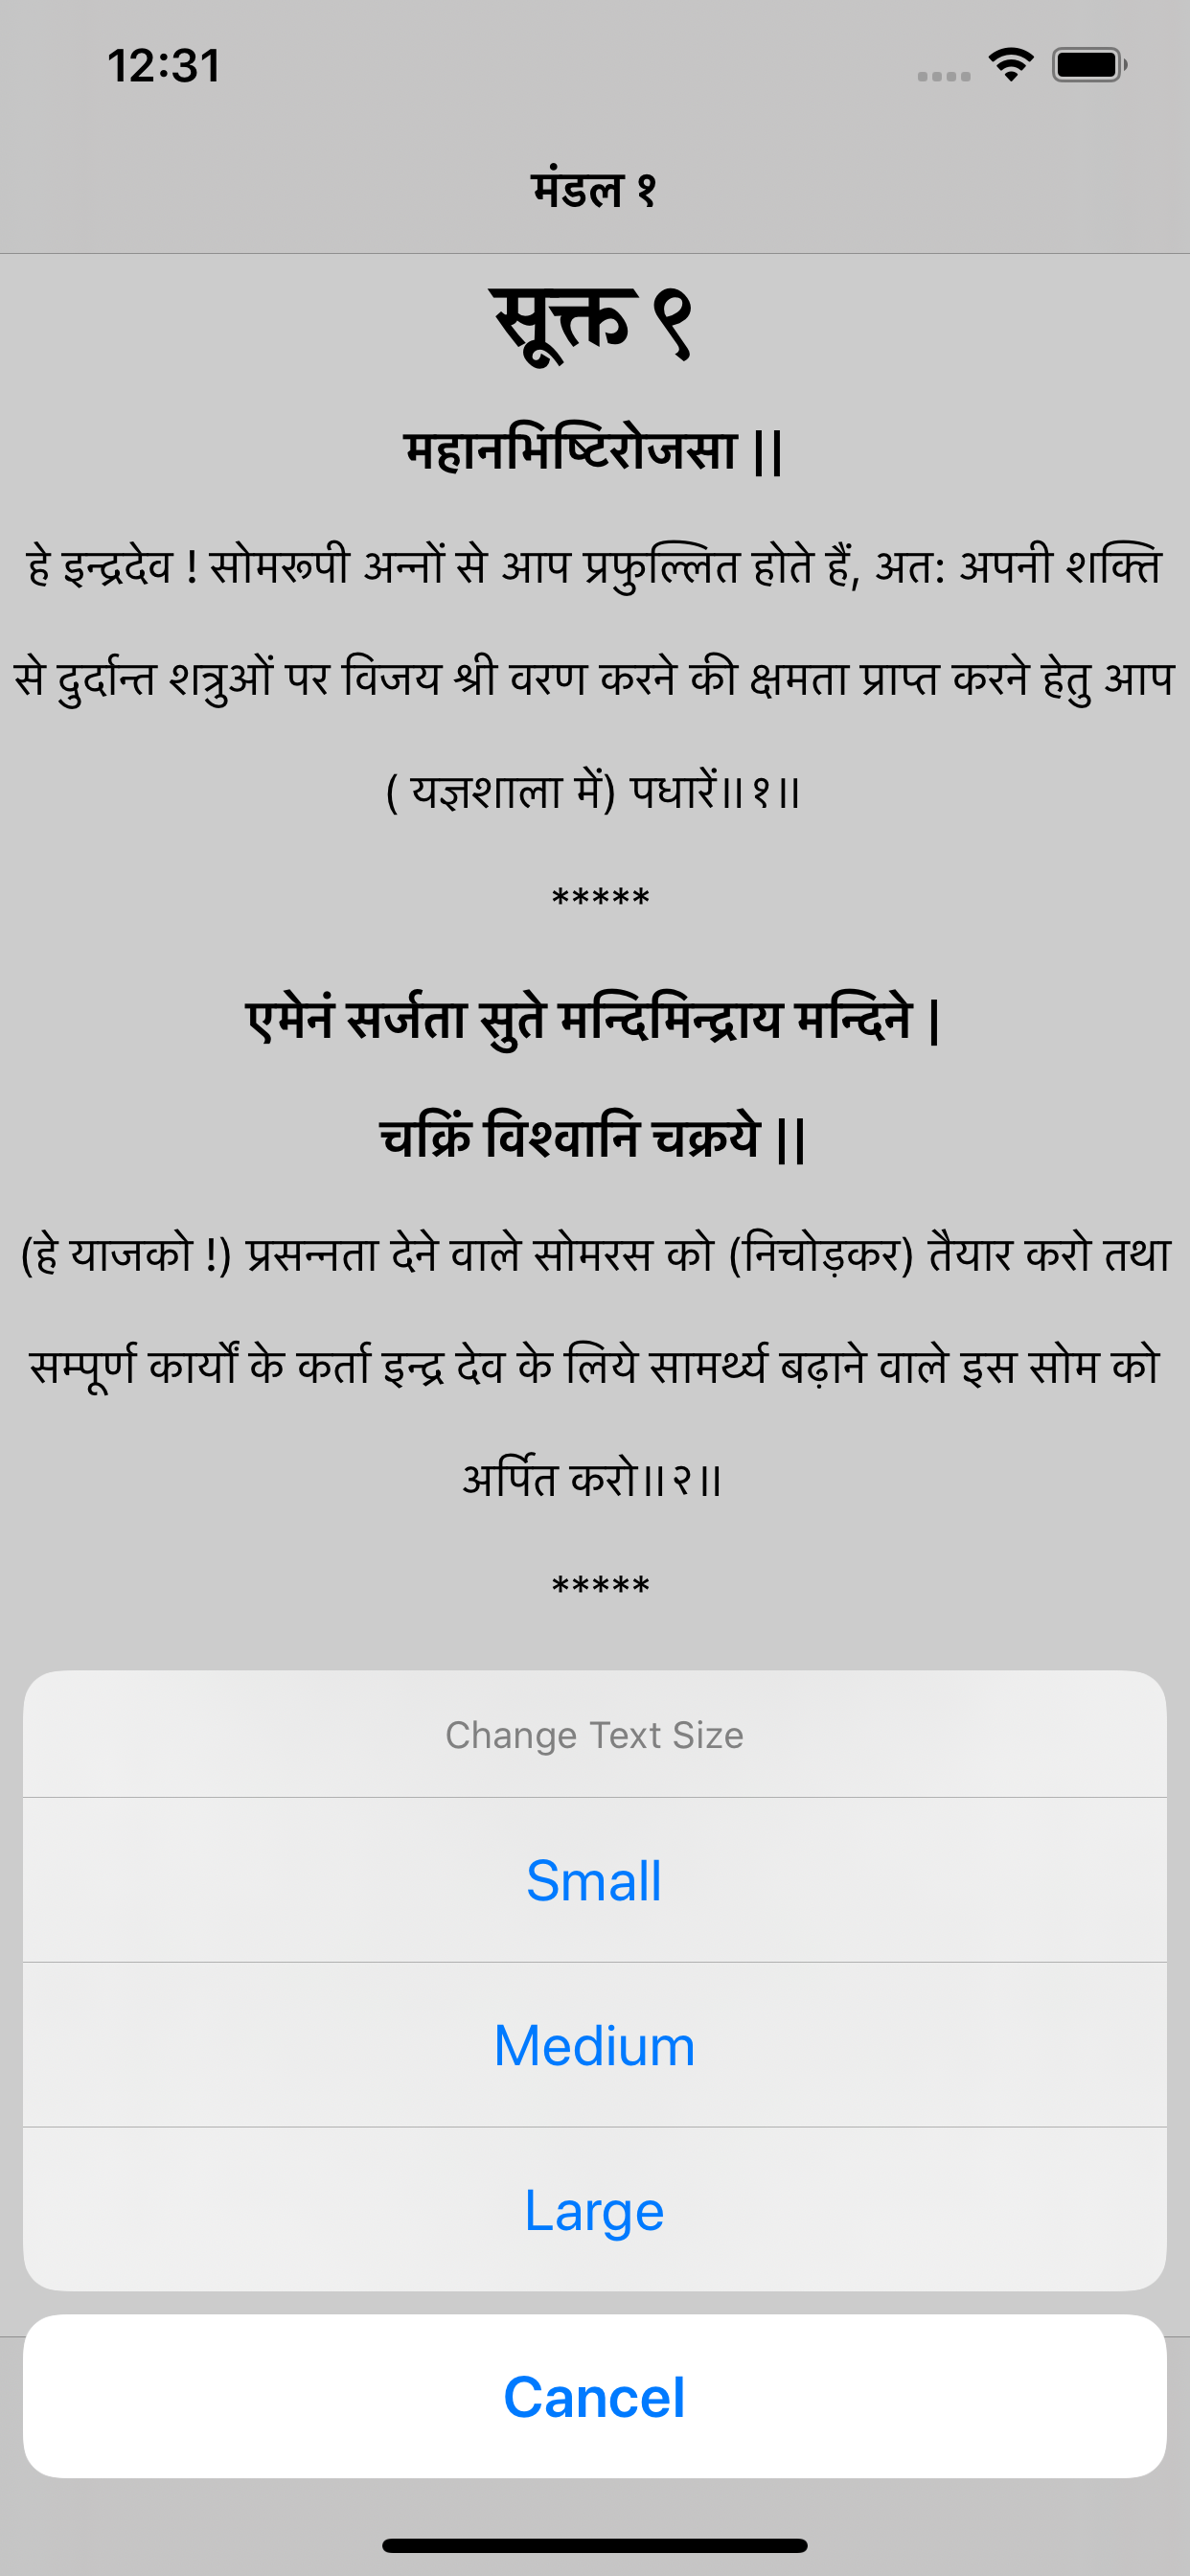 12:31
मंडल १
सूक्त ९
महानभिष्टिरोजसा ||
हे इन्द्रदेव ! सोमरूपी अन्नों से आप प्रफुल्लित होते हैं, अत: अपनी शक्ति
से दुर्दान्त शत्रुओं पर विजय श्री वरण करने की क्षमता प्राप्त करने हेतु आप
( यज्ञशाला में) पधारें॥१॥
*****
एमेनं सर्जता सुते मन्दिमिन्द्राय मन्दिने |
चक्रिं विश्वानि चक्रये ||
(हे याजको !) प्रसन्नता देने वाले सोमरस को (निचोड़कर) तैयार करो तथा
सम्पूर्ण कार्यों के कर्ता इन्द्र देव के लिये सामर्थ्य बढ़ाने वाले इस सोम को
अर्पित करो॥२॥
*****
Change Text Size
Small
Medium
Large
Cancel